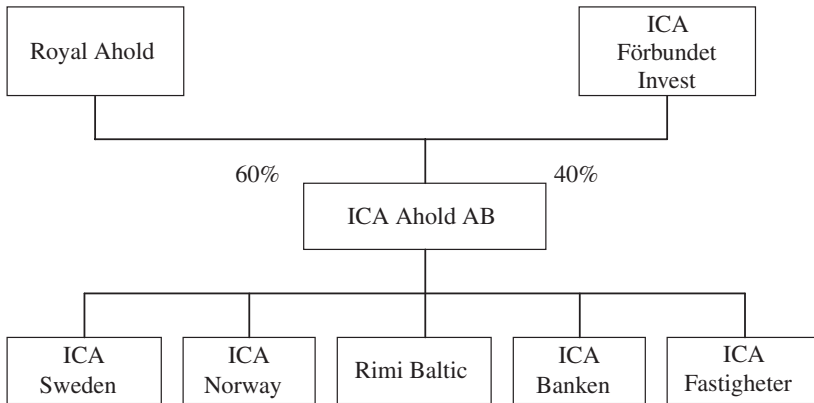 Royal Ahold
ICA
Förbundet
Invest
60%
40%
ICA Ahold AB
ICA
Sweden
ICA
Norway
Rimi Baltic
ICA
Banken
ICA
Fastigheter